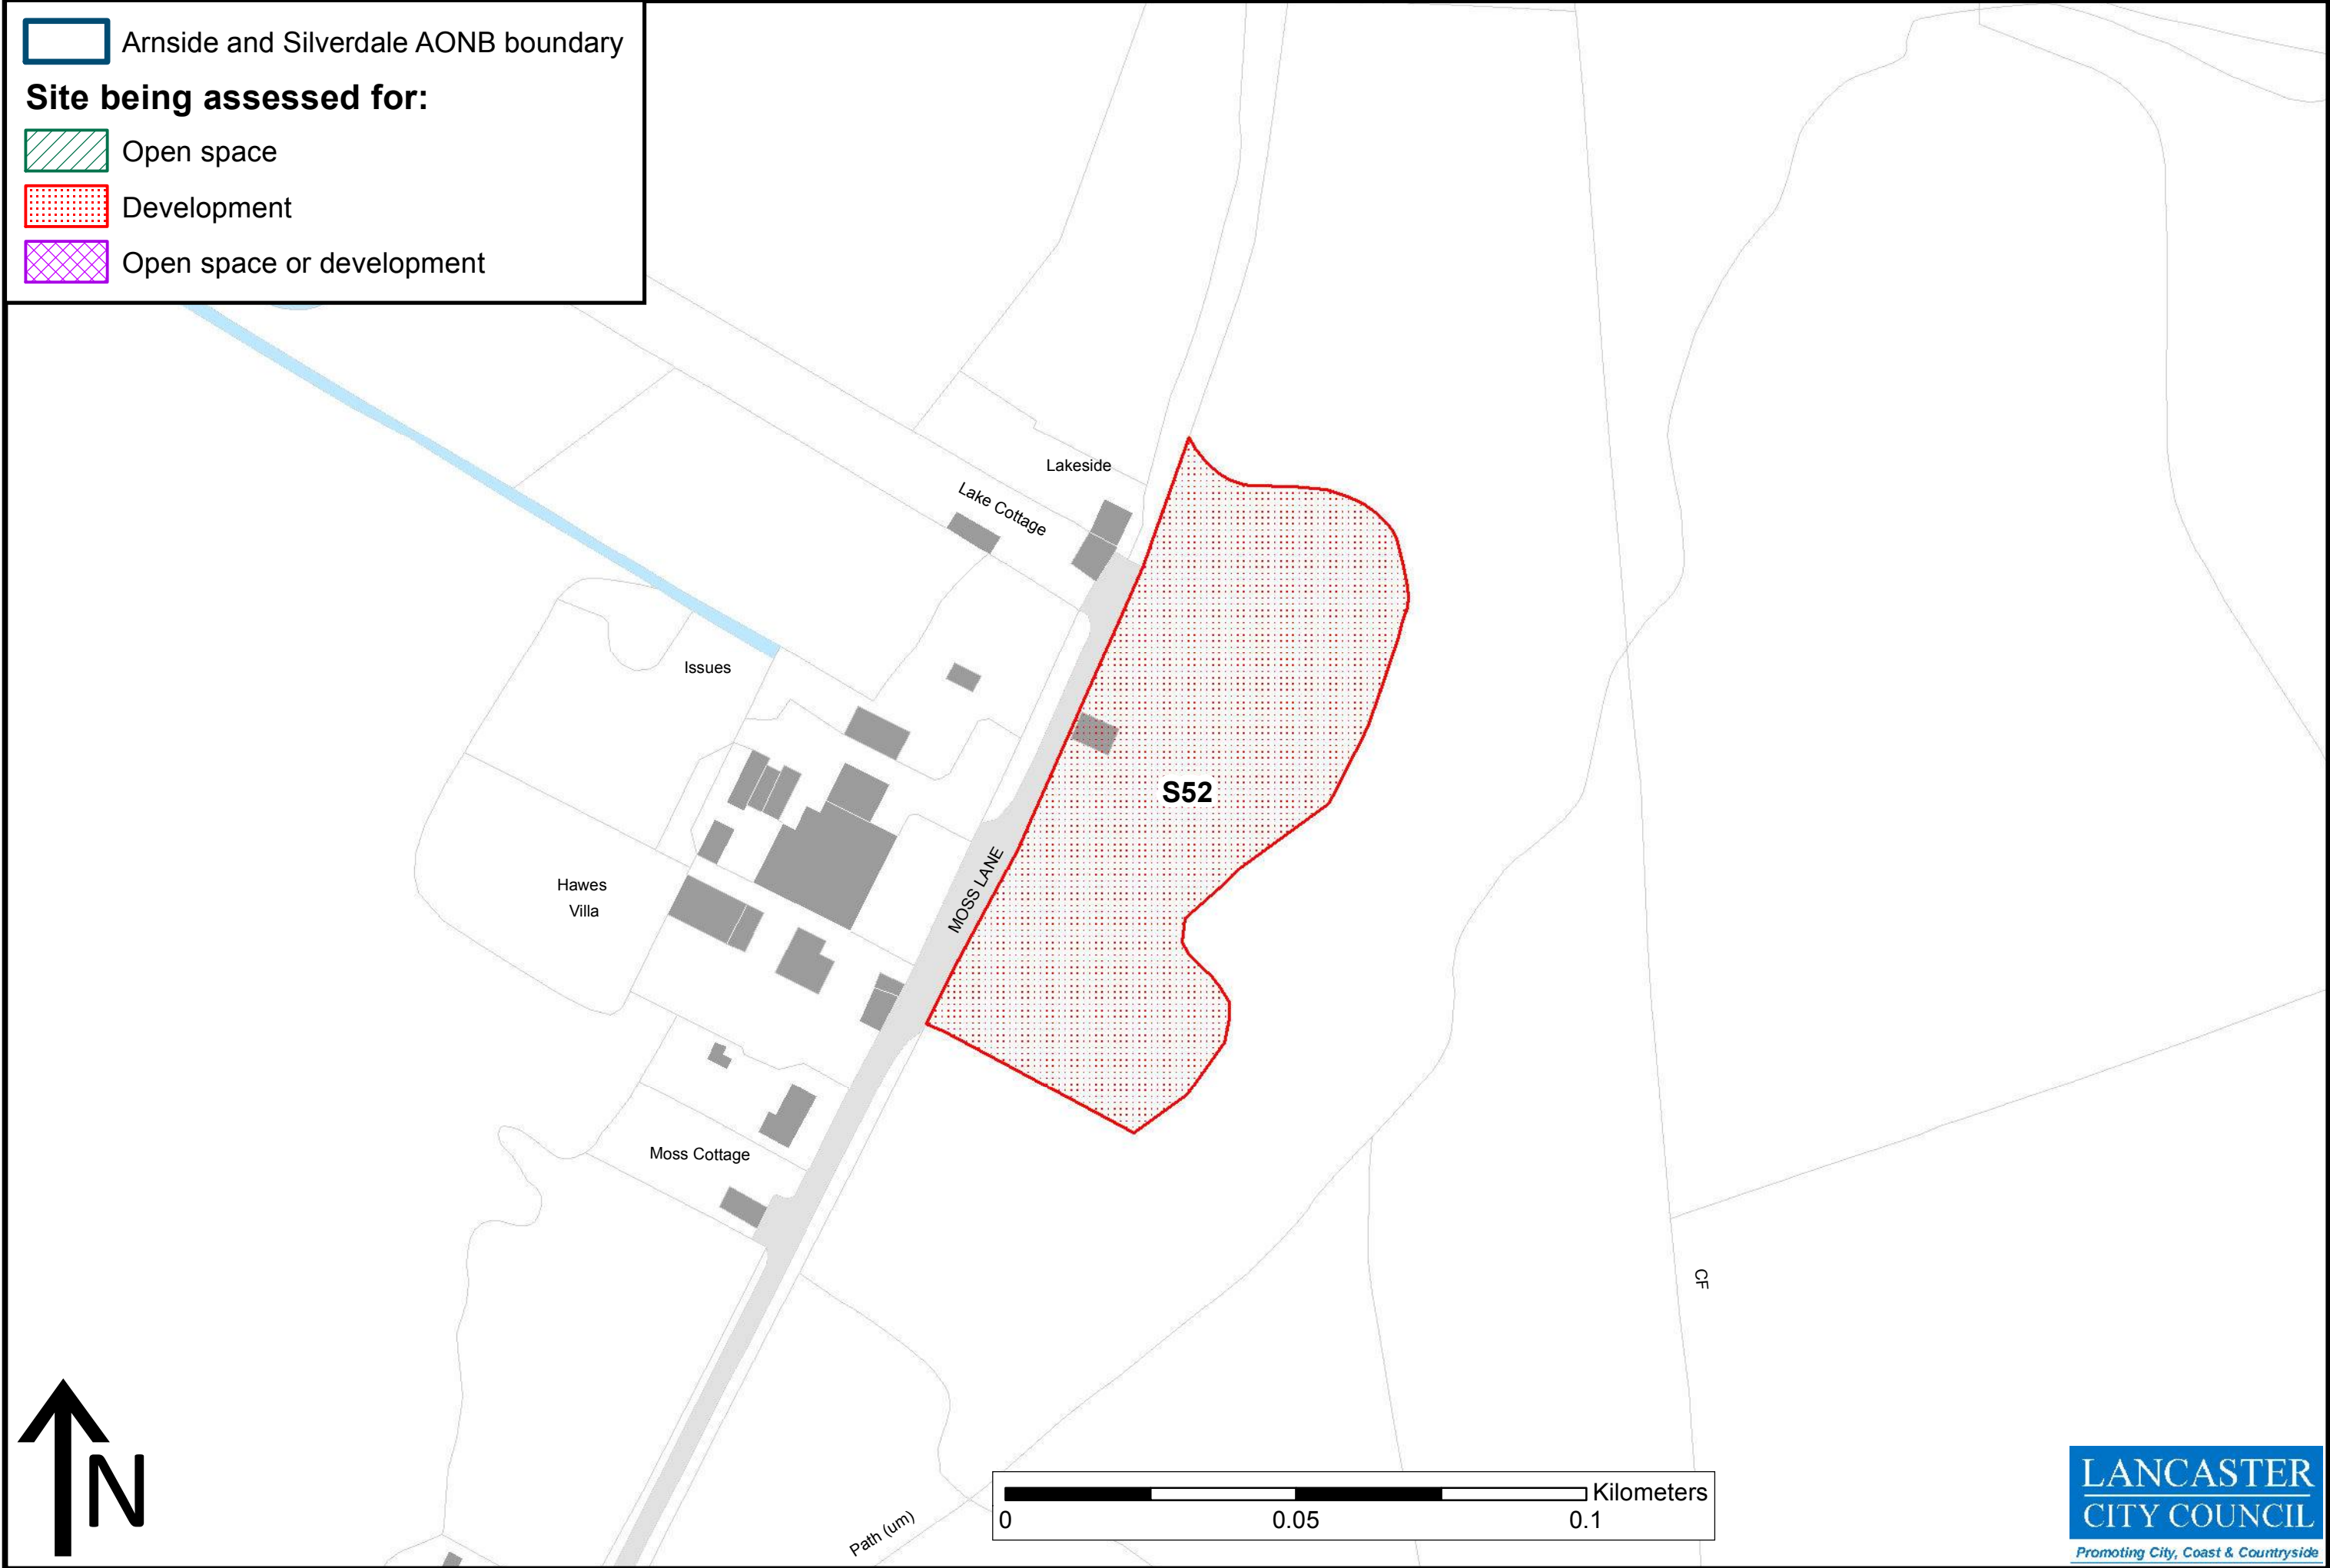 Arnside and Silverdale AONB boundary
Site being assessed for:
Open space
Development
Open space or development
Lakeside
Lake Cottage
Issues
S52
MOSS LANE
Hawes
Villa
Moss Cottage
CF
N
Path (um)
Kilometers
0 0.05 0.1
LANCASTER
CITY COUNCIL
Promoting City, Coast & Countryside